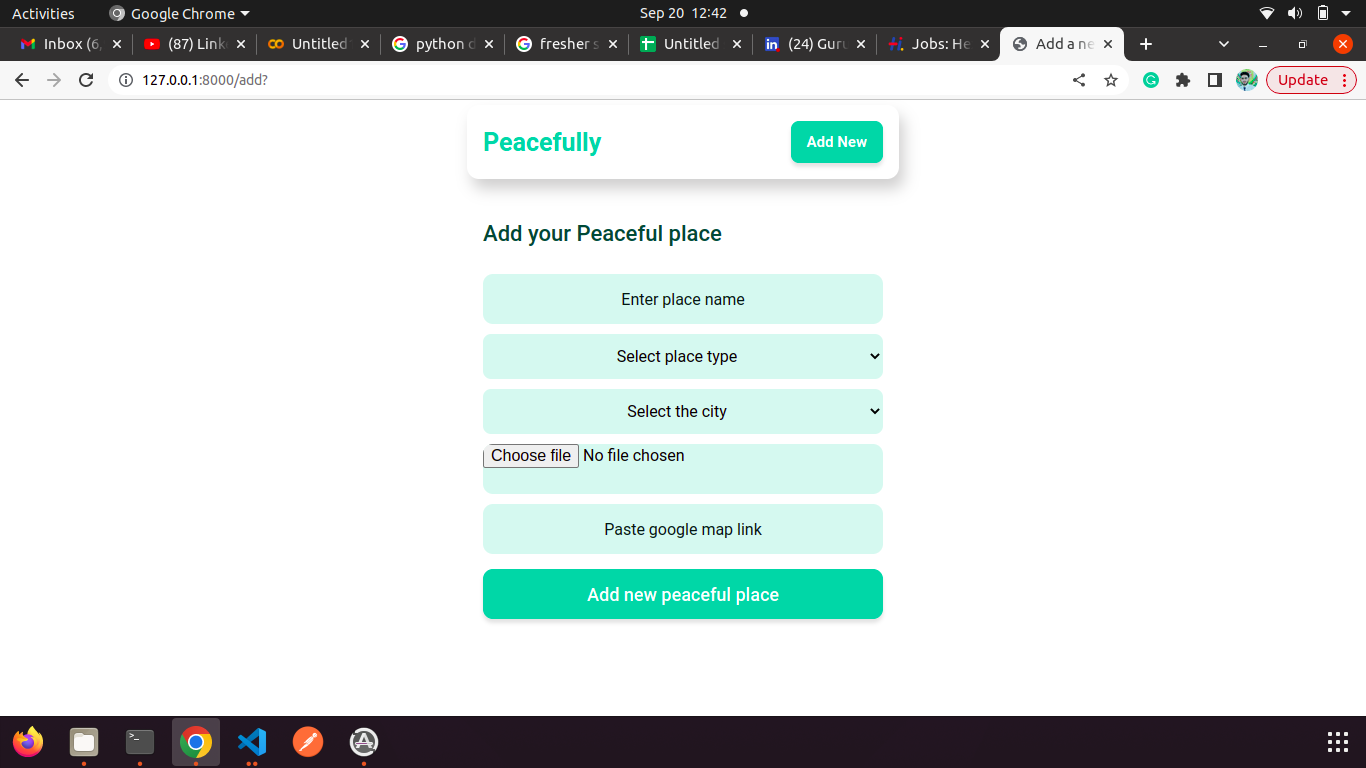 Activities Google Chrome Sep 20 12:42
Inbox (6, (87) Link Untitled python d fresher s Untitled (24) Guru Jobs: He Add a ne
127.0.0.1:8000/add? Update
Peacefully Add New
Add your Peaceful place
Enter place name
Select place type
Select the city
Choose file No file chosen
Paste google map link
Add new peaceful place